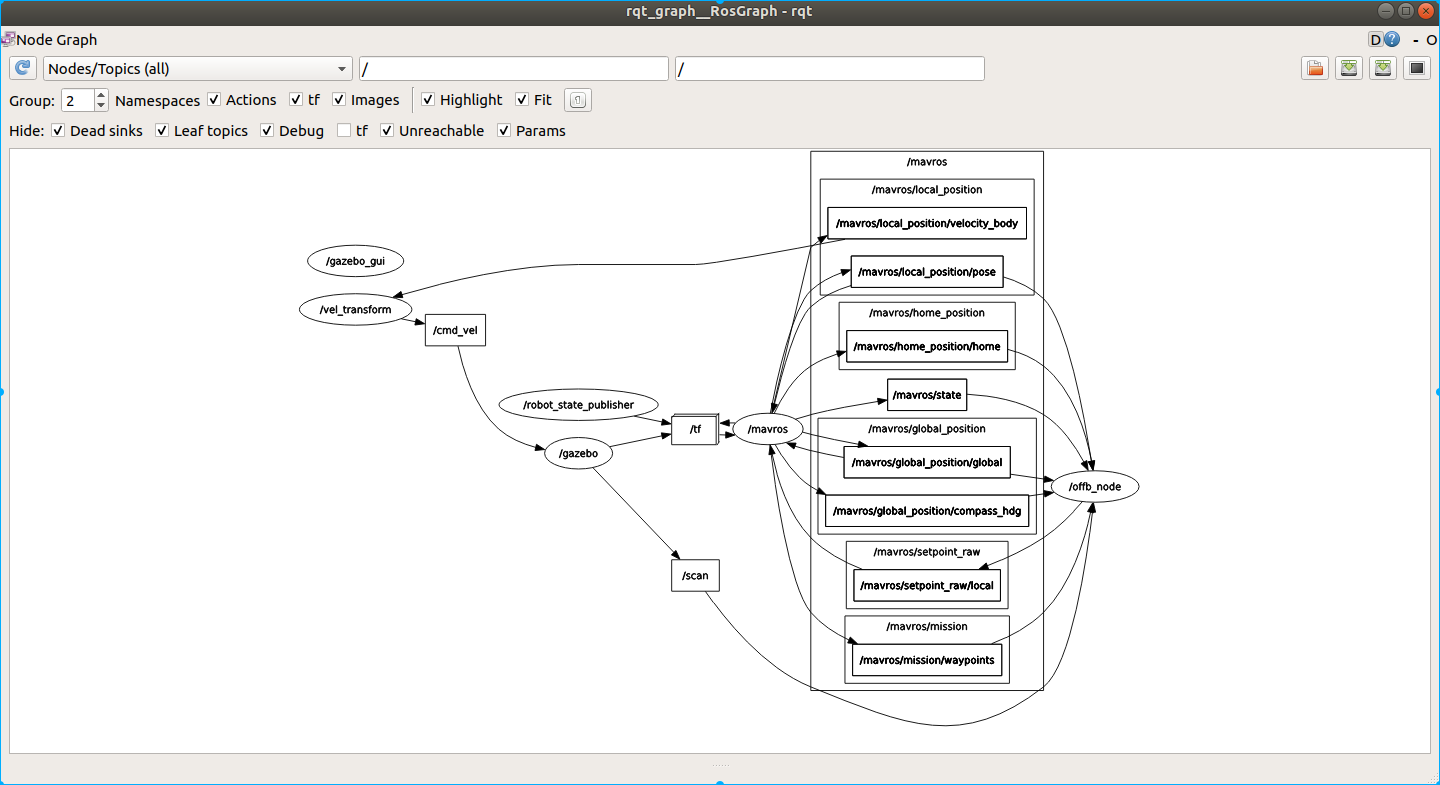 rqt_graph__RosGraph - rqt
Node Graph D ? - O
Nodes/Topics (all) / /
Group: 2 Namespaces Actions tf Images Highlight Fit
Hide: Dead sinks Leaf topics Debug tf Unreachable Params
/mavros
/mavros/local_position
/mavros/local_position/velocity_body
/gazebo_gui
/mavros/local_position/pose
/vel_transform
/mavros/home_position
/cmd_vel
/mavros/home_position/home
/mavros/state
/robot_state_publisher
/tf
/mavros
/mavros/global_position
/gazebo
/mavros/global_position/global
/offb_node
/mavros/global_position/compass_hdg
/mavros/setpoint_raw
/scan
/mavros/setpoint_raw/local
/mavros/mission
/mavros/mission/waypoints